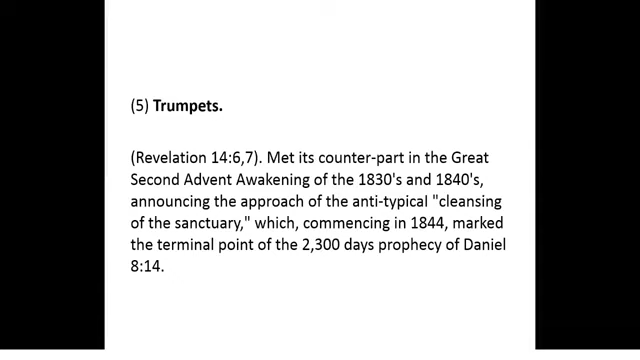 (5) Trumpets.
(Revelation 14:6,7). Met its counter-part in the Great
Second Advent Awakening of the 1830's and 1840's,
announcing the approach of the anti-typical "cleansing
of the sanctuary," which, commencing in 1844, marked
the terminal point of the 2,300 days prophecy of Daniel
8:14.